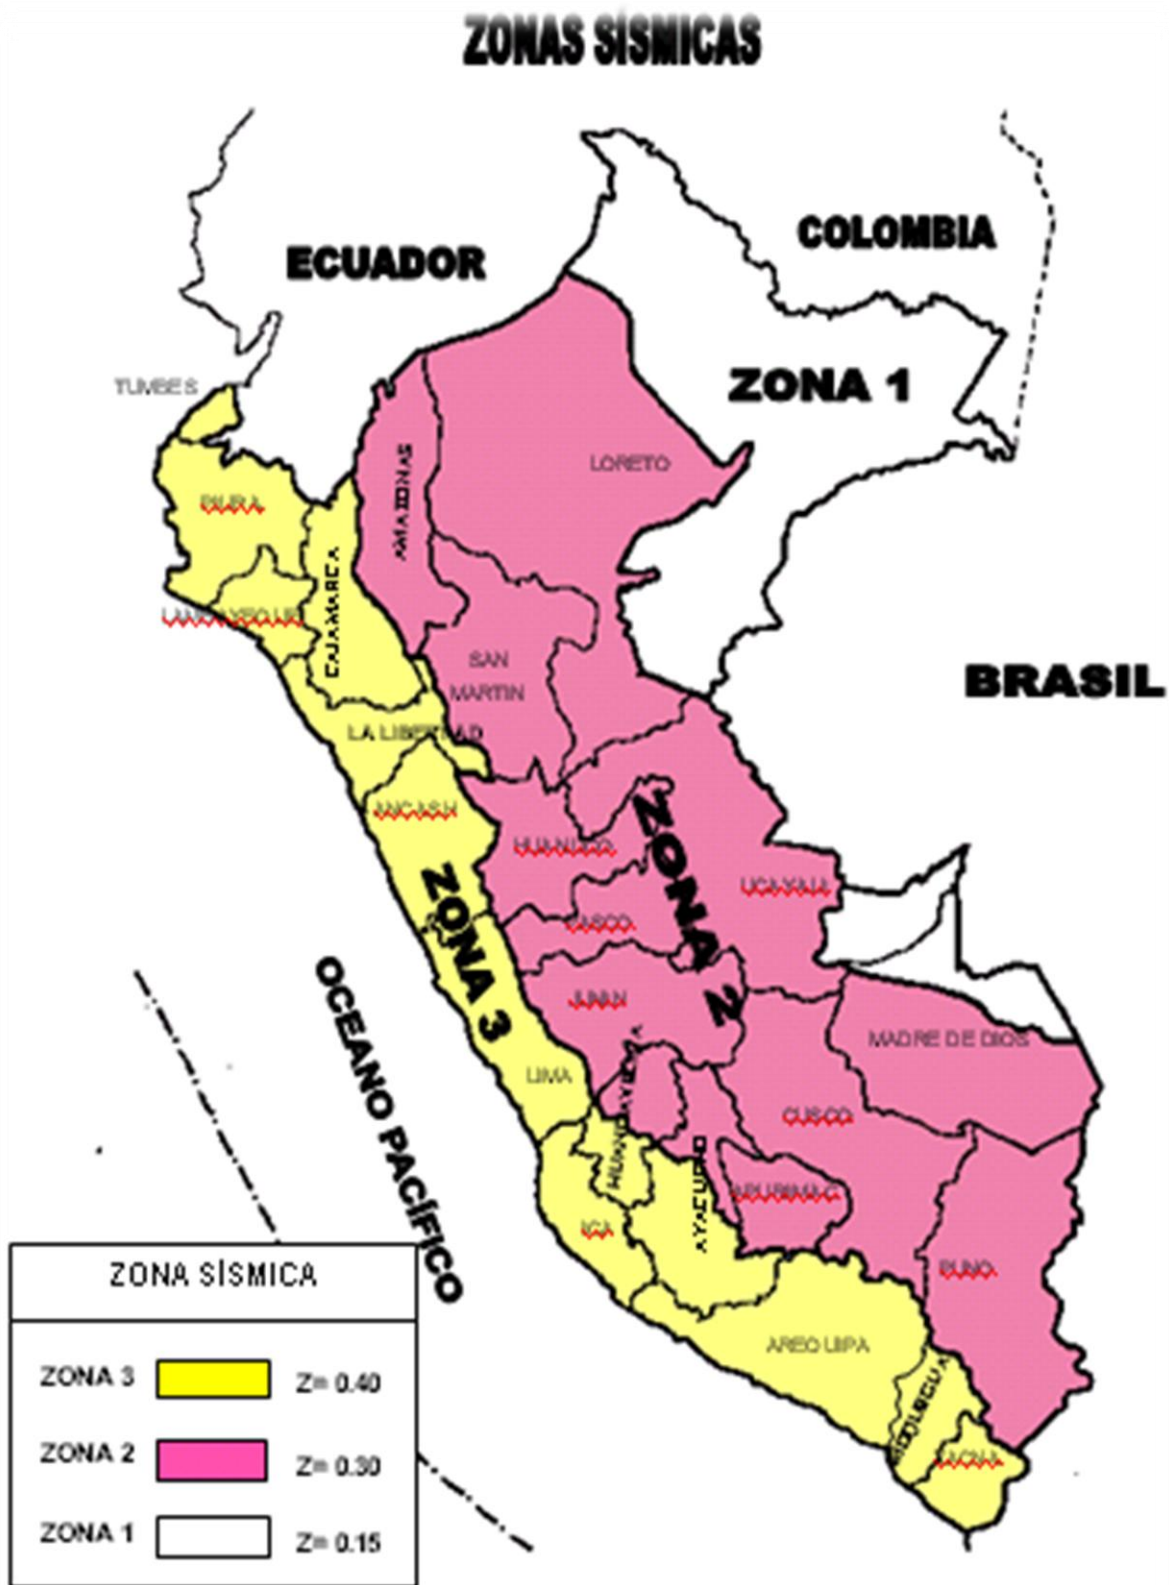 ZONAS SÍSMICAS
COLOMBIA
ECUADOR
TUMBES
ZONA 1
LORETO
AMAZONAS
PIURA
CAJAMARCA
LAMBAYEQUE
SAN
MARTIN
BRASIL
LA LIBERTAD
ANCASH
HUANUCO
ZONA 2
UCAYALI
PASCO
ZONA 3
JUNIN
MADRE DE DIOS
LIMA
OCEANO PACÍFICO
CUSCO
AYACUCHO
APURIMAC
ICA
PUNO
AREQUIPA
MOQUEGUA
TACNA
ZONA SÍSMICA
ZONA 3 Z= 0.40
ZONA 2 Z= 0.30
ZONA 1 Z= 0.15